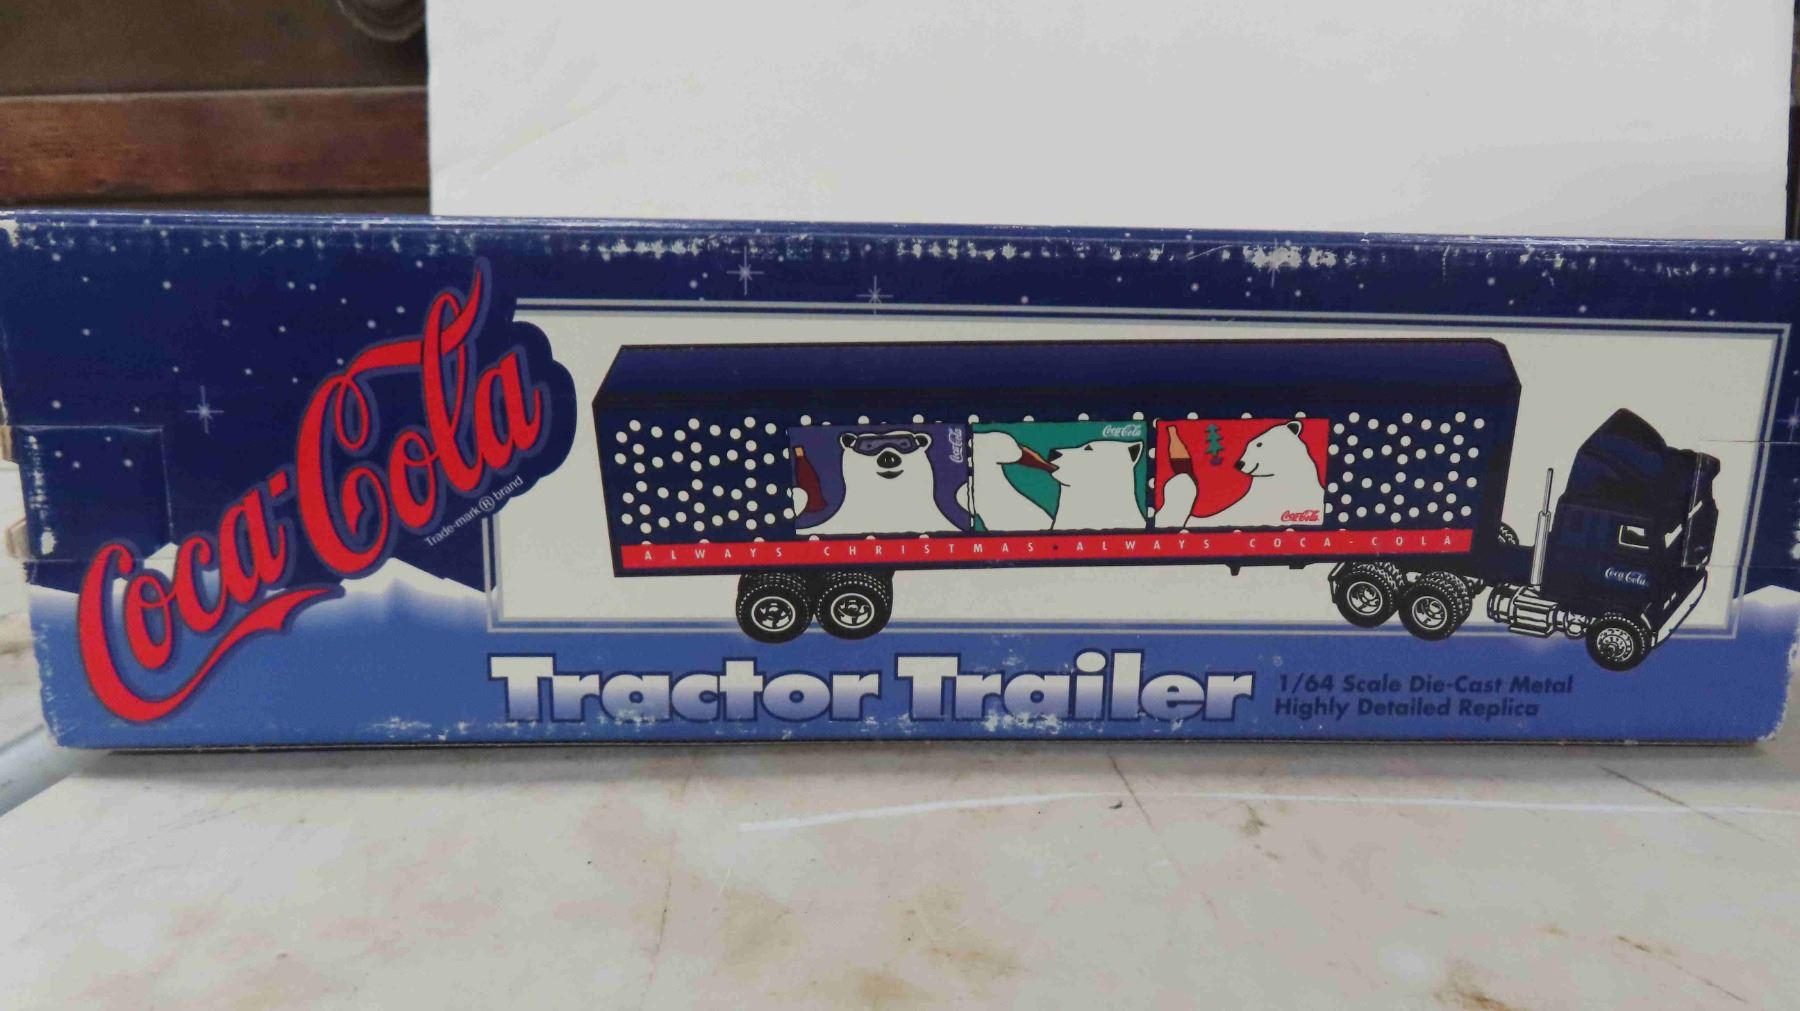 Coca-Cola
Trade-mark ® brand
Coca-Cola
Coca-Cola
Coca-Cola
ALWAYS CHRISTMAS • ALWAYS COCA-COLA
Coca-Cola
Tractor Trailer
1/64 Scale Die-Cast Metal
Highly Detailed Replica